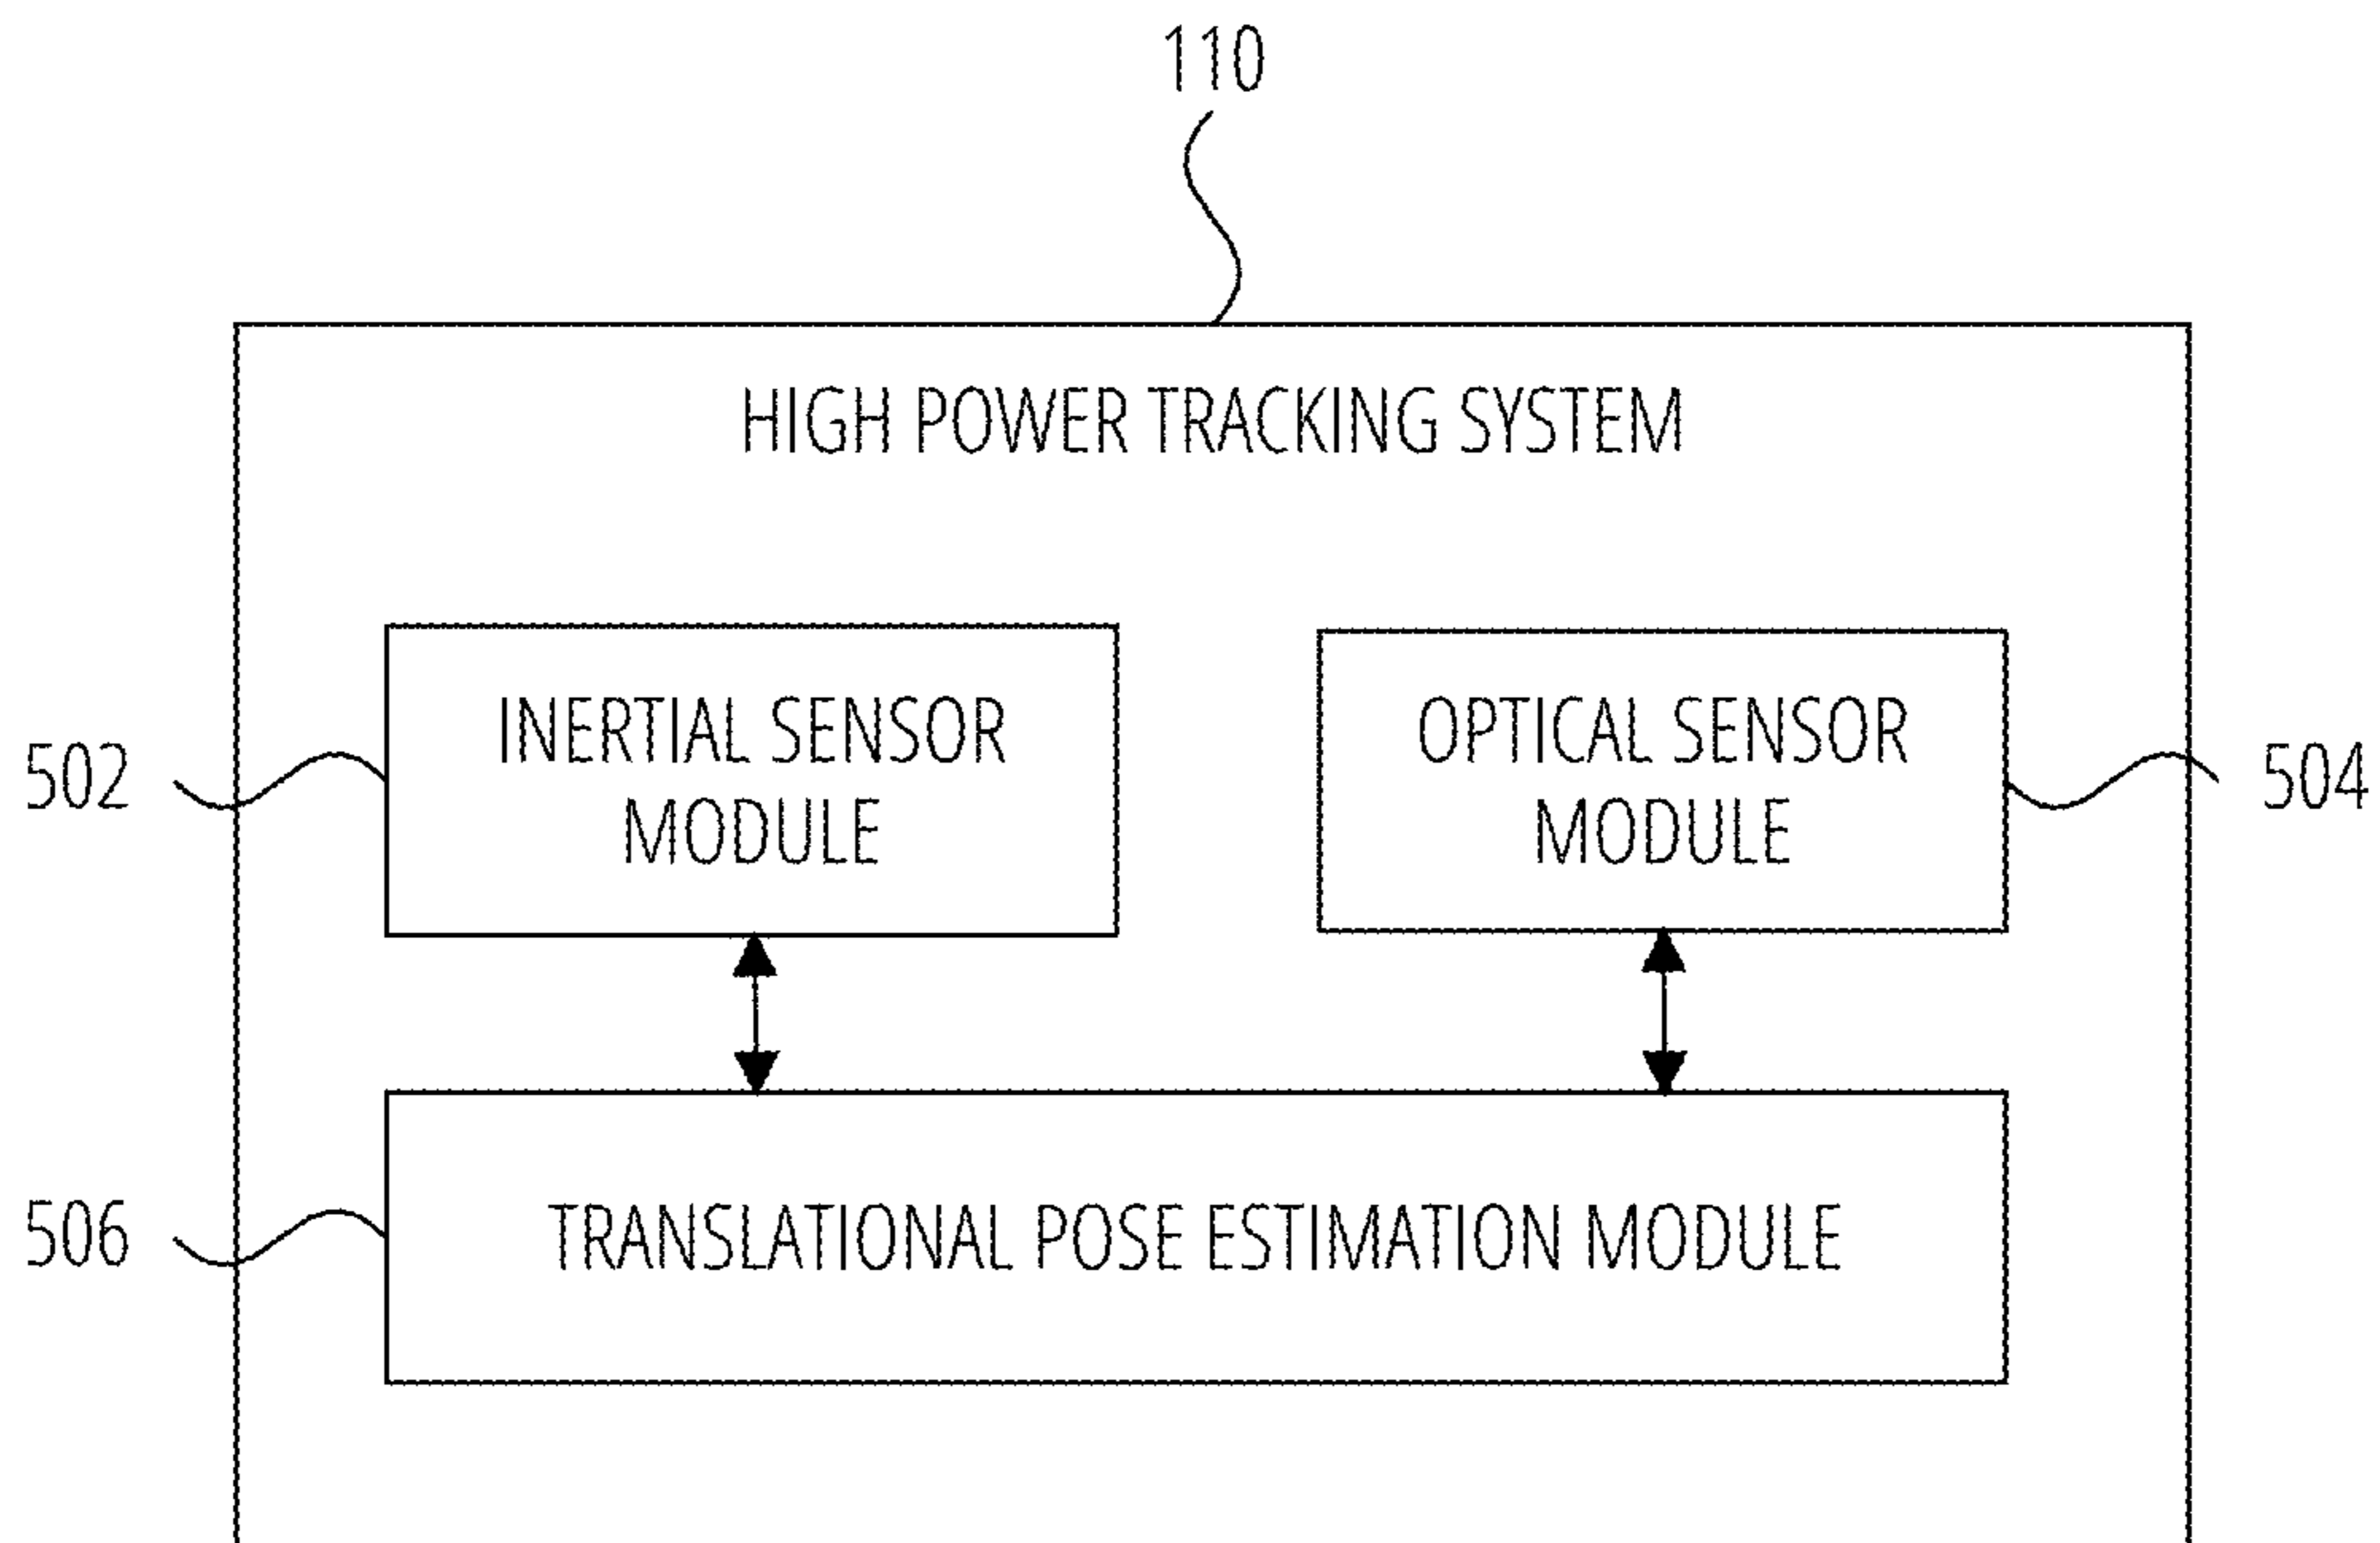 110
HIGH POWER TRACKING SYSTEM
INERTIAL SENSOR
MODULE
OPTICAL SENSOR
MODULE
502
504
506
TRANSLATIONAL POSE ESTIMATION MODULE